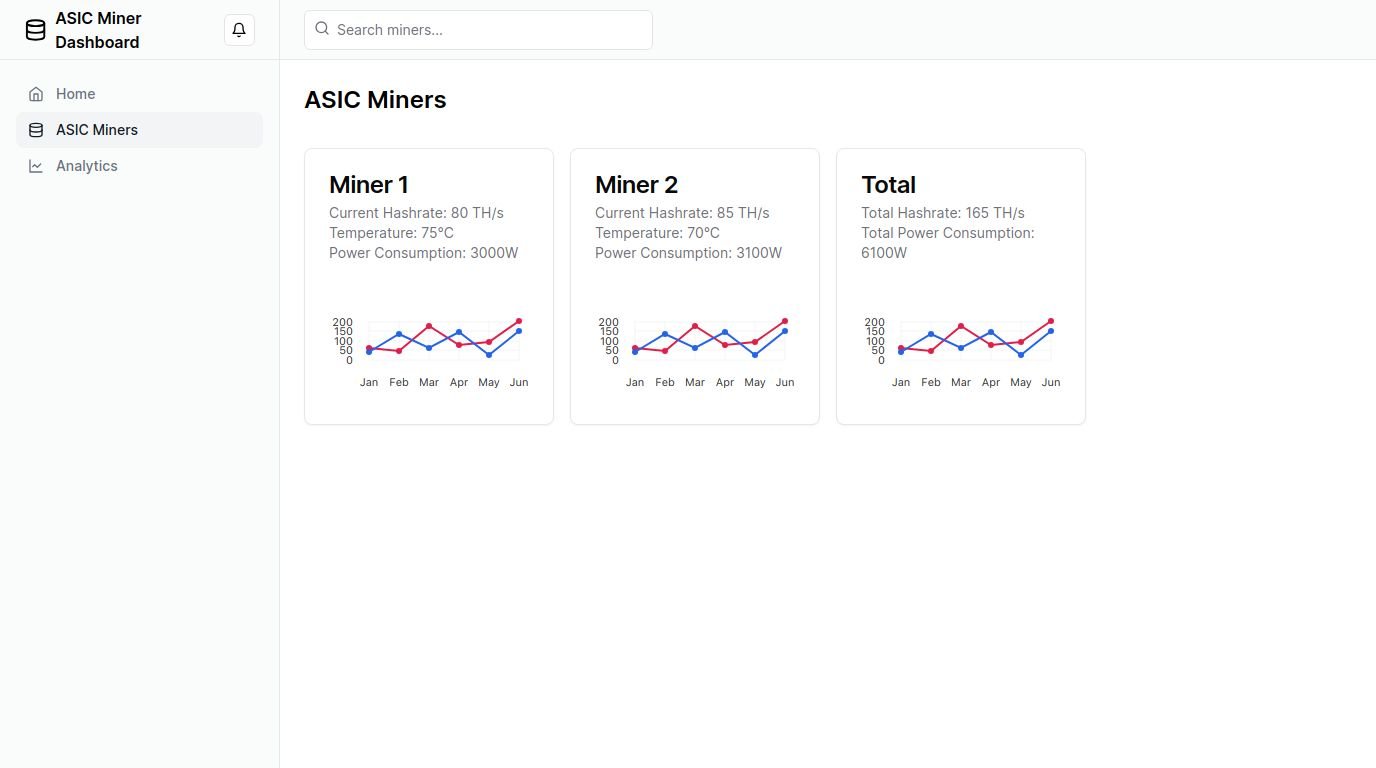 ASIC Miner
Dashboard
Search miners...
Home
ASIC Miners
Analytics
ASIC Miners
Miner 1
Current Hashrate: 80 TH/s
Temperature: 75°C
Power Consumption: 3000W
200
150
100
50
0
Jan Feb Mar Apr May Jun
Miner 2
Current Hashrate: 85 TH/s
Temperature: 70°C
Power Consumption: 3100W
200
150
100
50
0
Jan Feb Mar Apr May Jun
Total
Total Hashrate: 165 TH/s
Total Power Consumption:
6100W
200
150
100
50
0
Jan Feb Mar Apr May Jun